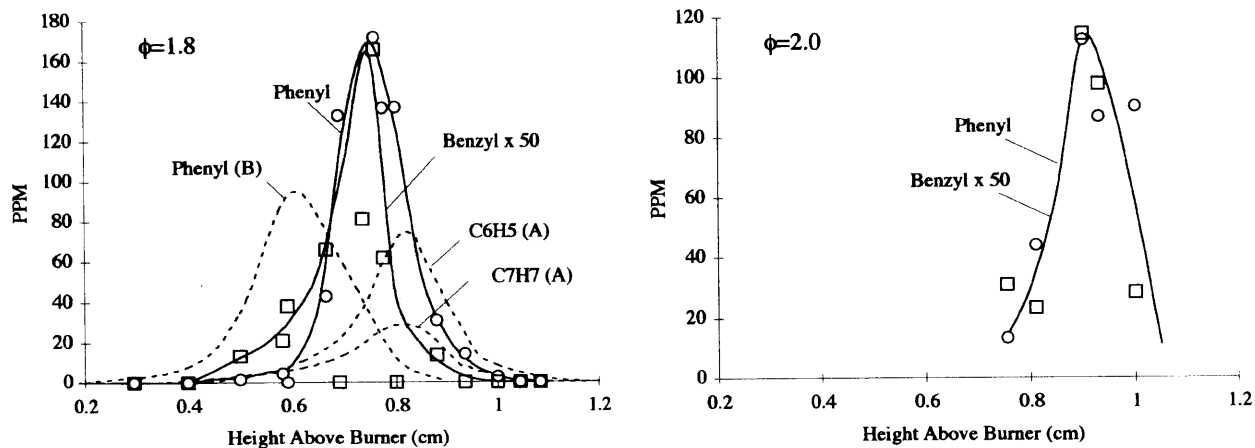 ϕ=1.8
180
160
140
120
100
80
60
40
20
0
PPM
Phenyl
Benzyl x 50
Phenyl (B)
C6H5 (A)
C7H7 (A)
0.2 0.4 0.6 0.8 1 1.2
Height Above Burner (cm)
ϕ=2.0
120
100
80
60
40
20
0
PPM
Phenyl
Benzyl x 50
0.2 0.4 0.6 0.8 1 1.2
Height Above Burner (cm)